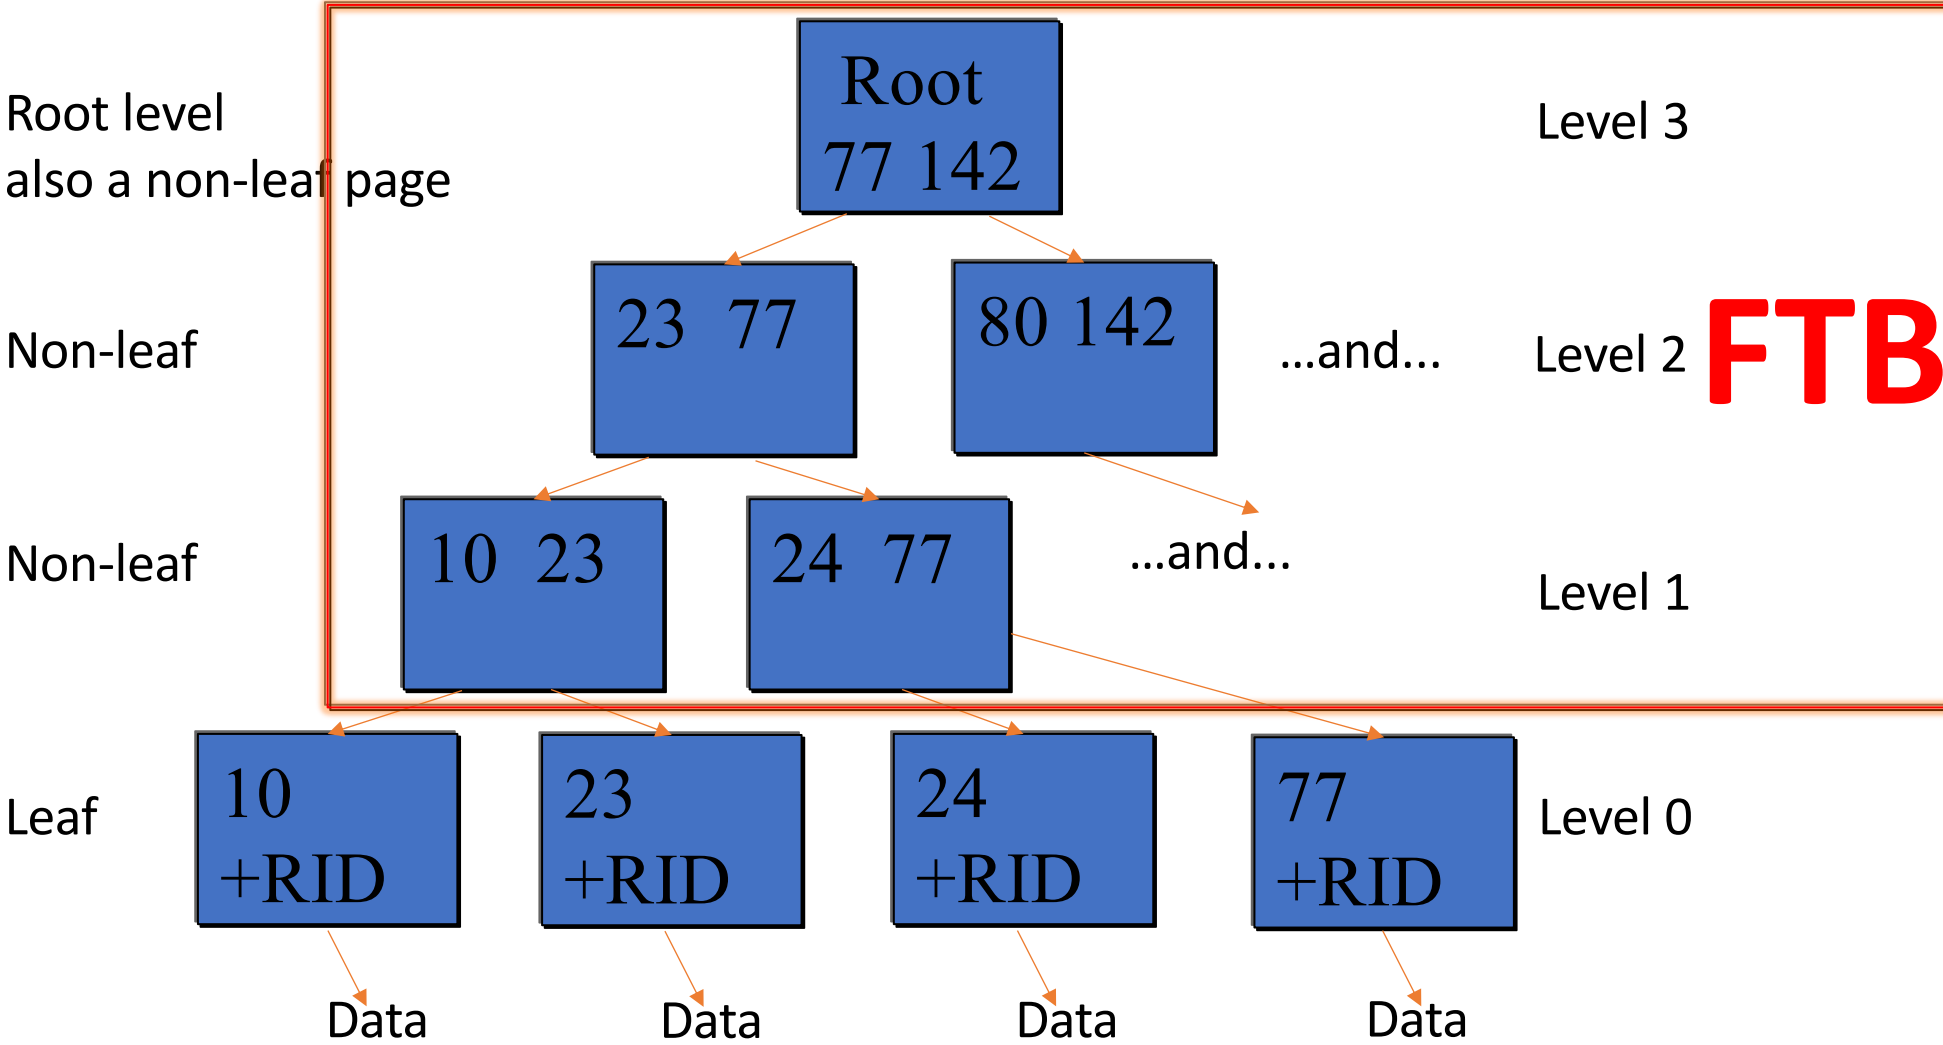 Root
77 142
Root level
also a non-leaf page
Level 3
Non-leaf
23 77
80 142
...and...
Level 2
FTB
Non-leaf
10 23
24 77
...and...
Level 1
Leaf
10
+RID
23
+RID
24
+RID
77
+RID
Level 0
Data
Data
Data
Data